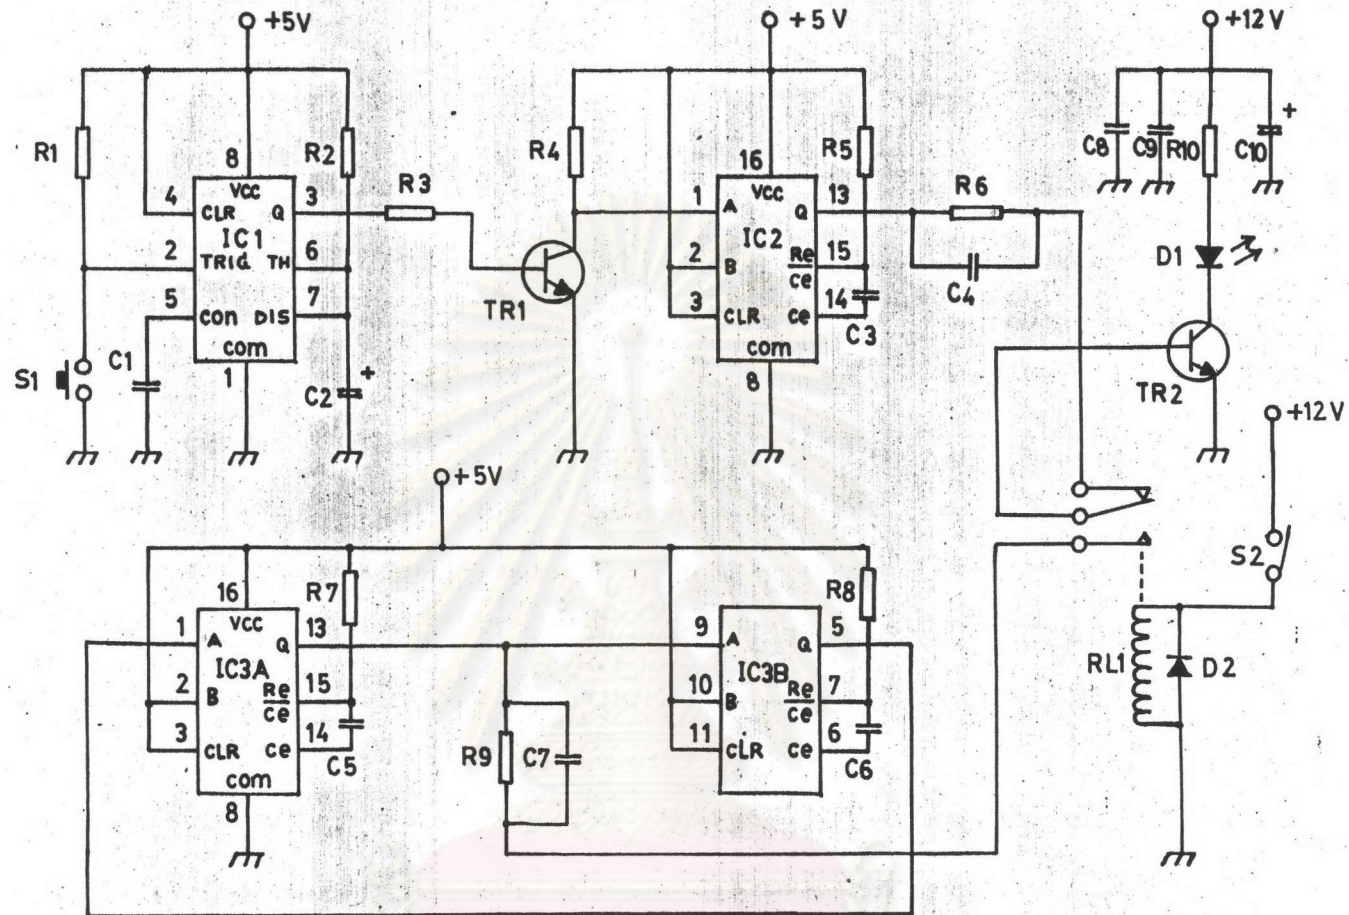 +5V
+5V
+12V
R1
R2
R3
R4
R5
R6
C8
C9
R10
C10
+
8
VCC
4
CLR
Q
3
IC1
2
TRIG
TH
6
5
CON
DIS
7
COM
1
S1
C1
C2
+
TR1
16
VCC
1
A
Q
13
IC2
2
B
Re
Ce
15
3
CLR
Ce
14
C3
COM
8
C4
D1
TR2
+12V
+5V
S2
16
VCC
R7
1
A
Q
13
IC3A
2
B
Re
Ce
15
3
CLR
Ce
14
C5
COM
8
R9
C7
R8
9
A
Q
5
IC3B
10
B
Re
Ce
7
11
CLR
Ce
6
C6
RL1
D2